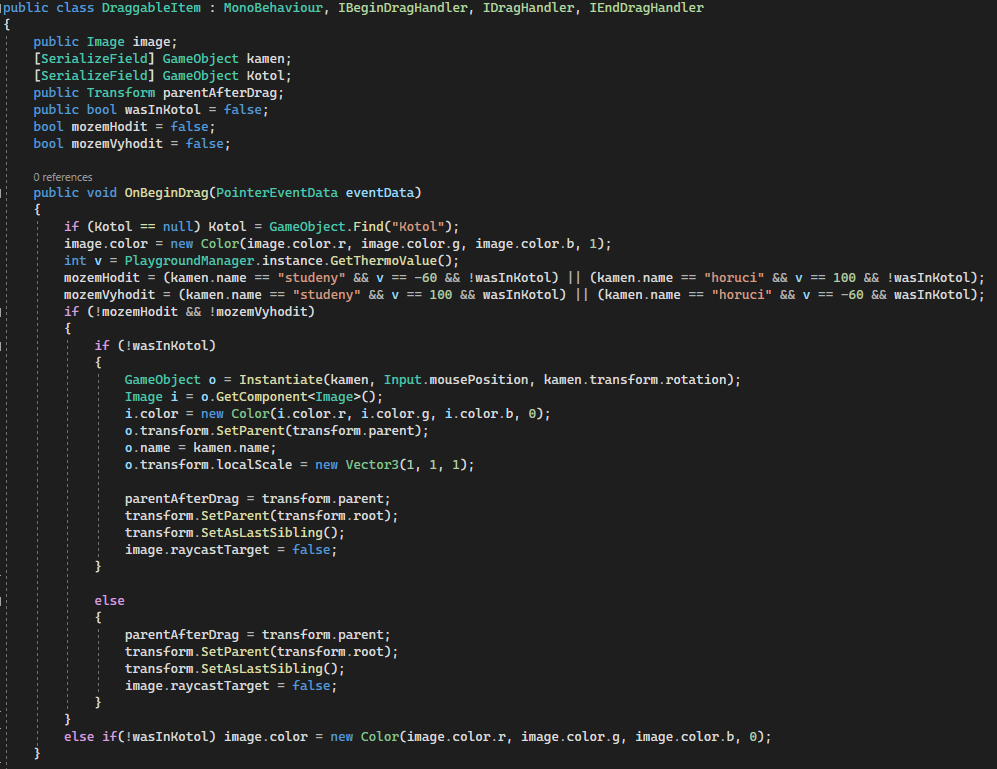 public class DraggableItem : MonoBehaviour, IBeginDragHandler, IDragHandler, IEndDragHandler
{
public Image image;
[SerializeField] GameObject kamen;
[SerializeField] GameObject Kotol;
public Transform parentAfterDrag;
public bool wasInKotol = false;
bool mozemHodit = false;
bool mozemVyhodit = false;
0 references
public void OnBeginDrag(PointerEventData eventData)
{
if (Kotol == null) Kotol = GameObject.Find("Kotol");
image.color = new Color(image.color.r, image.color.g, image.color.b, 1);
int v = PlaygroundManager.instance.GetThermoValue();
mozemHodit = (kamen.name == "studeny" && v == -60 && !wasInKotol) || (kamen.name == "horuci" && v == 100 && !wasInKotol);
mozemVyhodit = (kamen.name == "studeny" && v == 100 && wasInKotol) || (kamen.name == "horuci" && v == -60 && wasInKotol);
if (!mozemHodit && !mozemVyhodit)
{
if (!wasInKotol)
{
GameObject o = Instantiate(kamen, Input.mousePosition, kamen.transform.rotation);
Image i = o.GetComponent<Image>();
i.color = new Color(i.color.r, i.color.g, i.color.b, 0);
o.transform.SetParent(transform.parent);
o.name = kamen.name;
o.transform.localScale = new Vector3(1, 1, 1);
parentAfterDrag = transform.parent;
transform.SetParent(transform.root);
transform.SetAsLastSibling();
image.raycastTarget = false;
}
else
{
parentAfterDrag = transform.parent;
transform.SetParent(transform.root);
transform.SetAsLastSibling();
image.raycastTarget = false;
}
}
else if(!wasInKotol) image.color = new Color(image.color.r, image.color.g, image.color.b, 0);
}